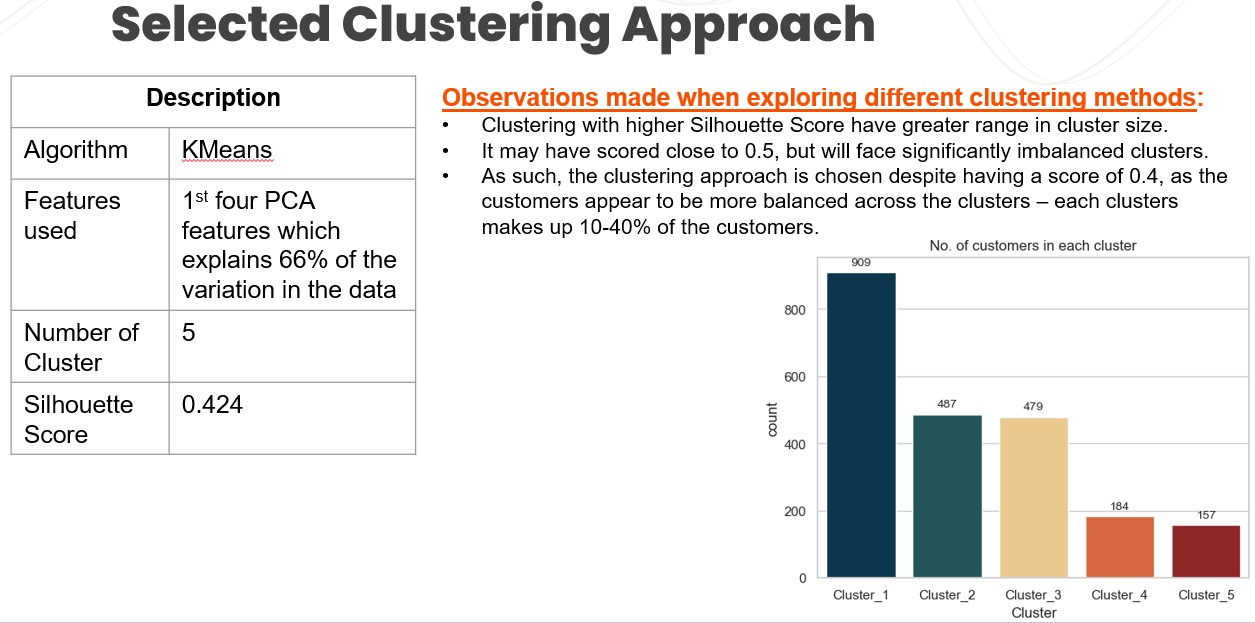 Selected Clustering Approach
Description
Algorithm
KMeans
Features
used
1st four PCA
features which
explains 66% of the
variation in the data
Number of
Cluster
5
Silhouette
Score
0.424
Observations made when exploring different clustering methods:
• Clustering with higher Silhouette Score have greater range in cluster size.
• It may have scored close to 0.5, but will face significantly imbalanced clusters.
• As such, the clustering approach is chosen despite having a score of 0.4, as the
customers appear to be more balanced across the clusters – each clusters
makes up 10-40% of the customers.
No. of customers in each cluster
909
487
479
184
157
800
600
400
200
0
count
Cluster_1
Cluster_2
Cluster_3
Cluster_4
Cluster_5
Cluster